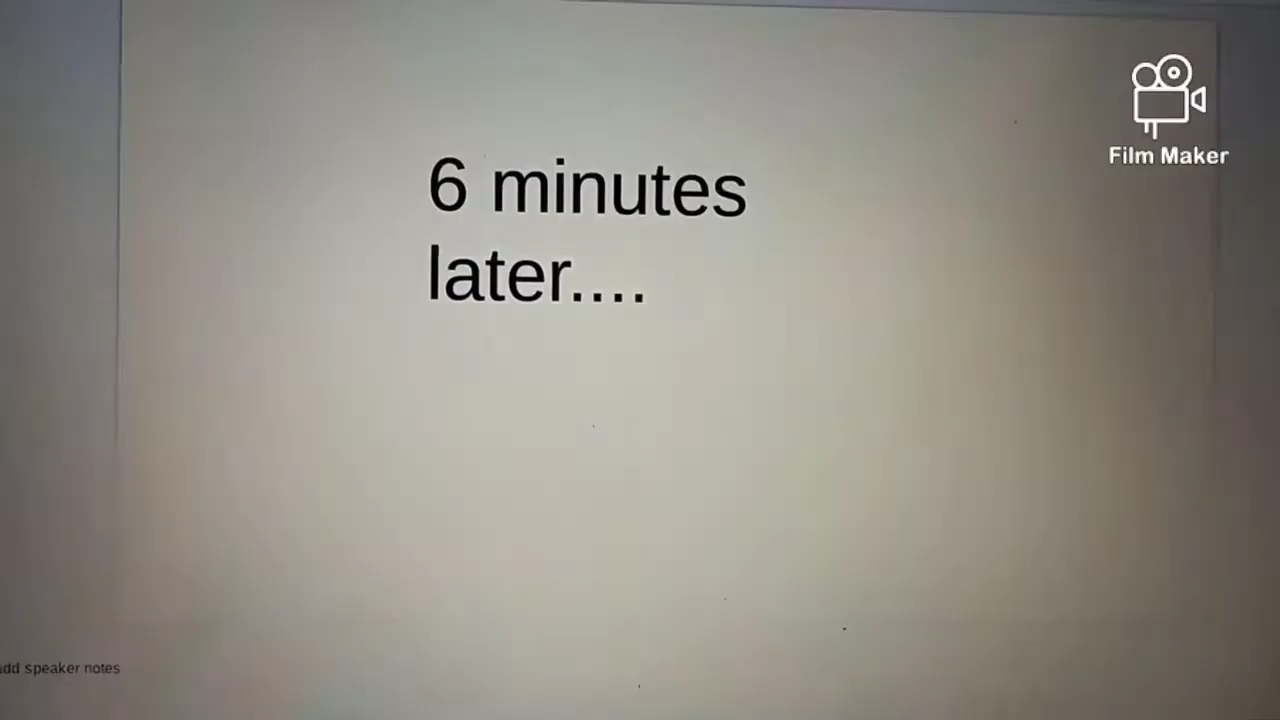 6 minutes
later....
Film Maker
dd speaker notes